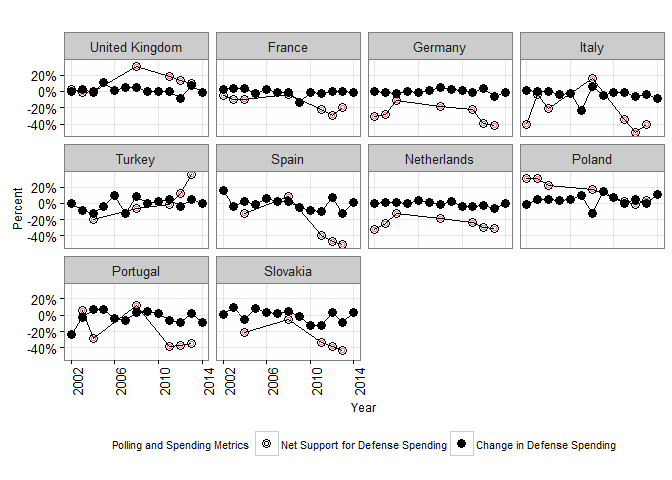 United Kingdom France Germany Italy
20%
0%
-20%
-40%
Turkey Spain Netherlands Poland
20%
0%
-20%
-40%
Percent
Portugal Slovakia
20%
0%
-20%
-40%
2002 2006 2010 2014 2002 2006 2010 2014
Year
Polling and Spending Metrics Net Support for Defense Spending Change in Defense Spending